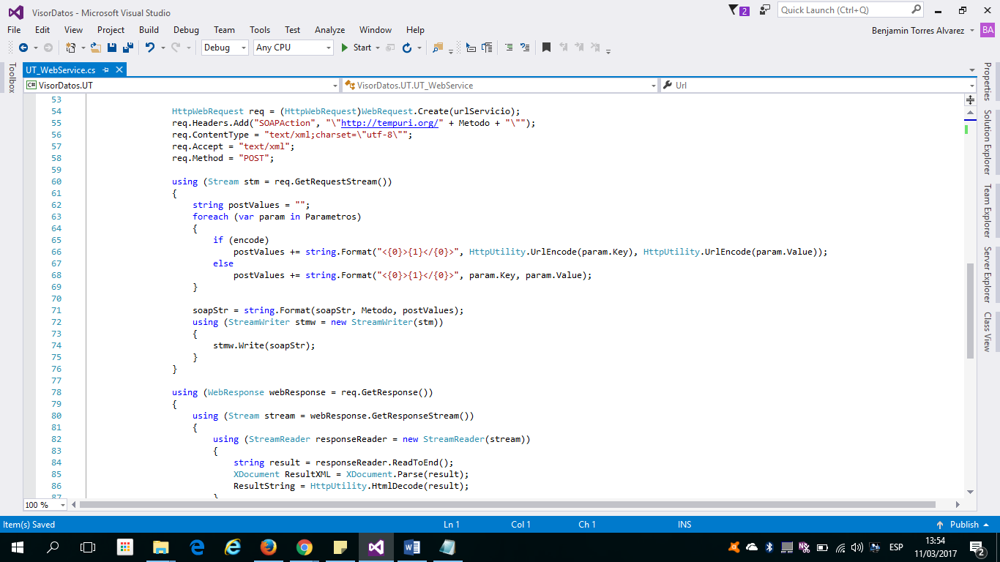 VisorDatos - Microsoft Visual Studio
2
Quick Launch (Ctrl+Q)
File Edit View Project Build Debug Team Tools Test Analyze Window Help
Benjamin Torres Alvarez
BA
Debug
Any CPU
Start
Toolbox
UT_WebService.cs
C# VisorDatos.UT
VisorDatos.UT.UT_WebService
Url
53
54 HttpWebRequest req = (HttpWebRequest)WebRequest.Create(urlServicio);
55 req.Headers.Add("SOAPAction", "\"http://tempuri.org/" + Metodo + "\"");
56 req.ContentType = "text/xml;charset=\"utf-8\"";
57 req.Accept = "text/xml";
58 req.Method = "POST";
59
60 using (Stream stm = req.GetRequestStream())
61 {
62 string postValues = "";
63 foreach (var param in Parametros)
64 {
65 if (encode)
66 postValues += string.Format("<{0}>{1}</{0}>", HttpUtility.UrlEncode(param.Key), HttpUtility.UrlEncode(param.Value));
67 else
68 postValues += string.Format("<{0}>{1}</{0}>", param.Key, param.Value);
69 }
70
71 soapStr = string.Format(soapStr, Metodo, postValues);
72 using (StreamWriter stmw = new StreamWriter(stm))
73 {
74 stmw.Write(soapStr);
75 }
76 }
77
78 using (WebResponse webResponse = req.GetResponse())
79 {
80 using (Stream stream = webResponse.GetResponseStream())
81 {
82 using (StreamReader responseReader = new StreamReader(stream))
83 {
84 string result = responseReader.ReadToEnd();
85 XDocument ResultXML = XDocument.Parse(result);
86 ResultString = HttpUtility.HtmlDecode(result);
87 }
Properties
Solution Explorer
Team Explorer
Server Explorer
Class View
100 %
Item(s) Saved
Ln 1
Col 1
Ch 1
INS
Publish
ESP
13:54
11/03/2017
2